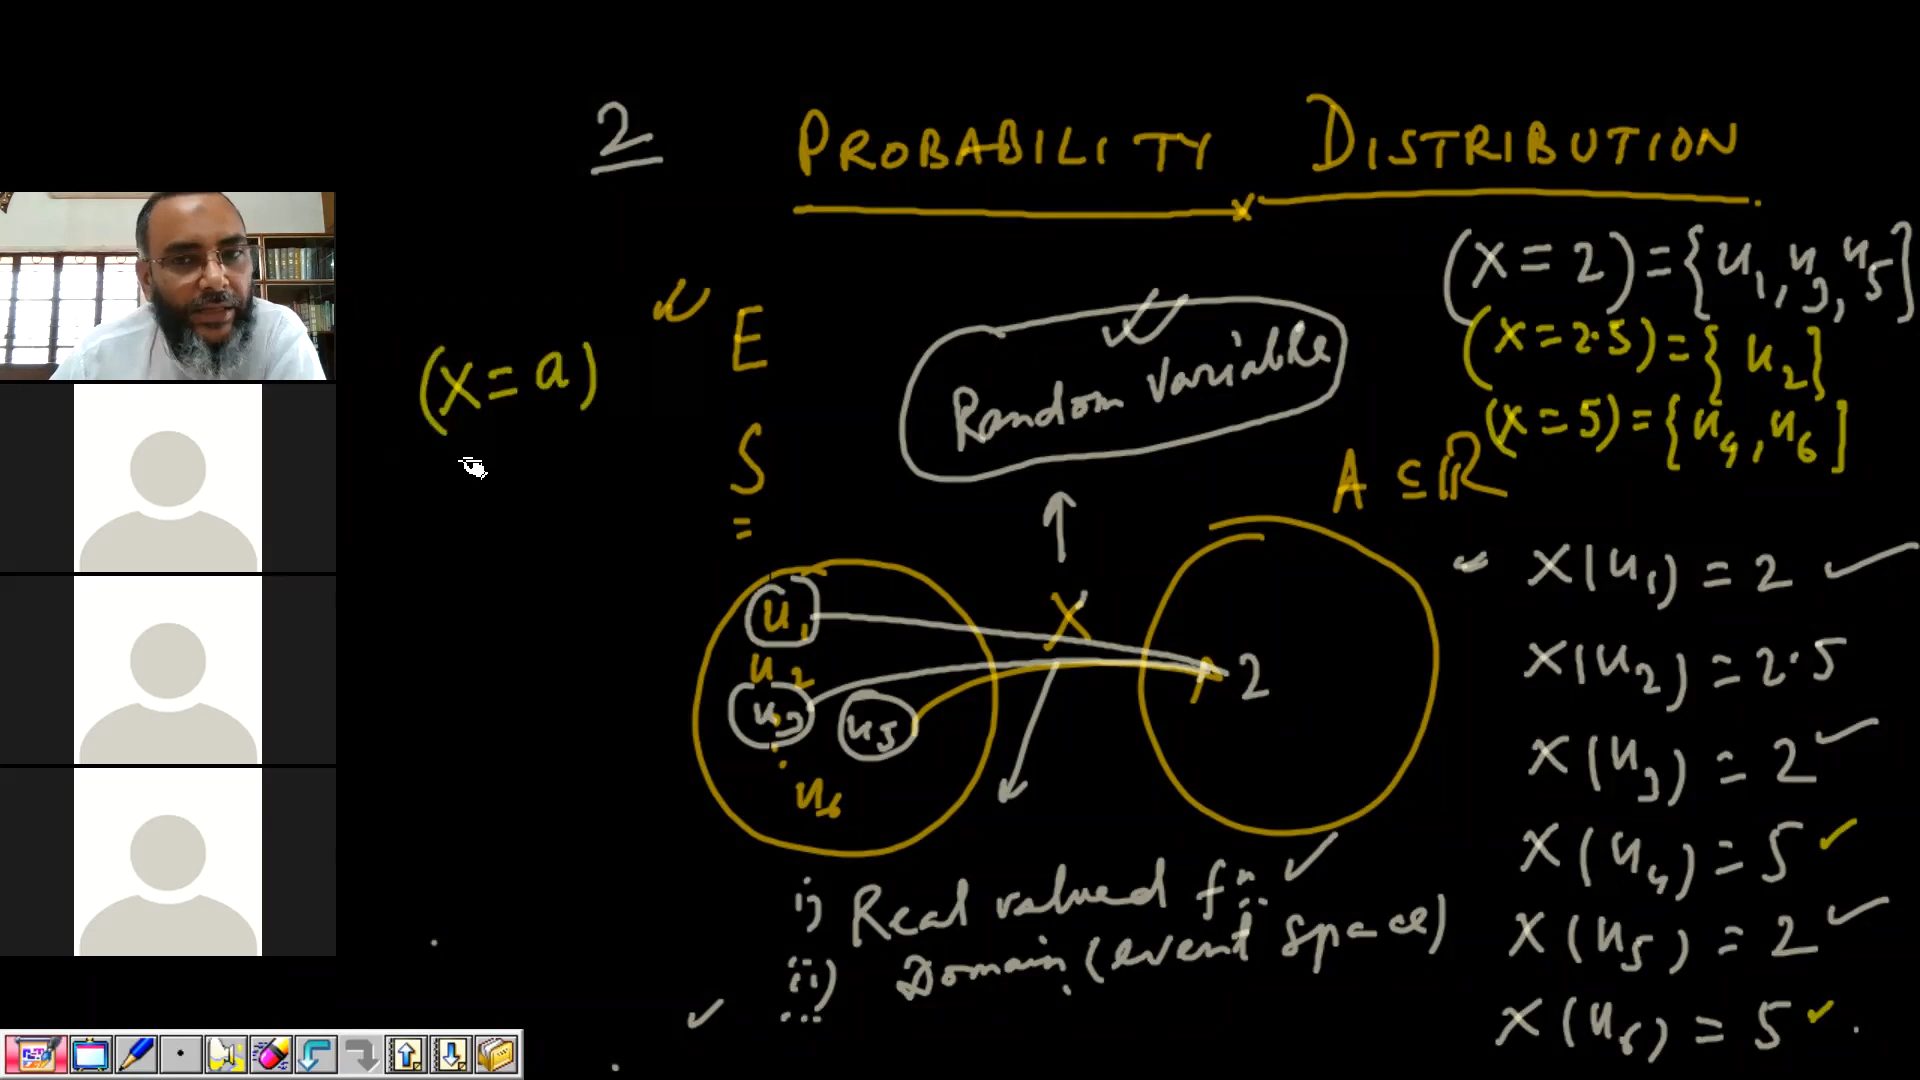 2 PROBABILITY DISTRIBUTION
(X = 2) = {u1, u3, u5}
(X = 2.5) = {u2}
(X = 5) = {u4, u6}
(X = a)
E
Random Variable
S
A ⊆ ℝ
X
u1
u2
u3 u5
u6
2
X(u1) = 2
X(u2) = 2.5
X(u3) = 2
X(u4) = 5
X(u5) = 2
X(u6) = 5
i) Real valued fn.
ii) Domain (event space)